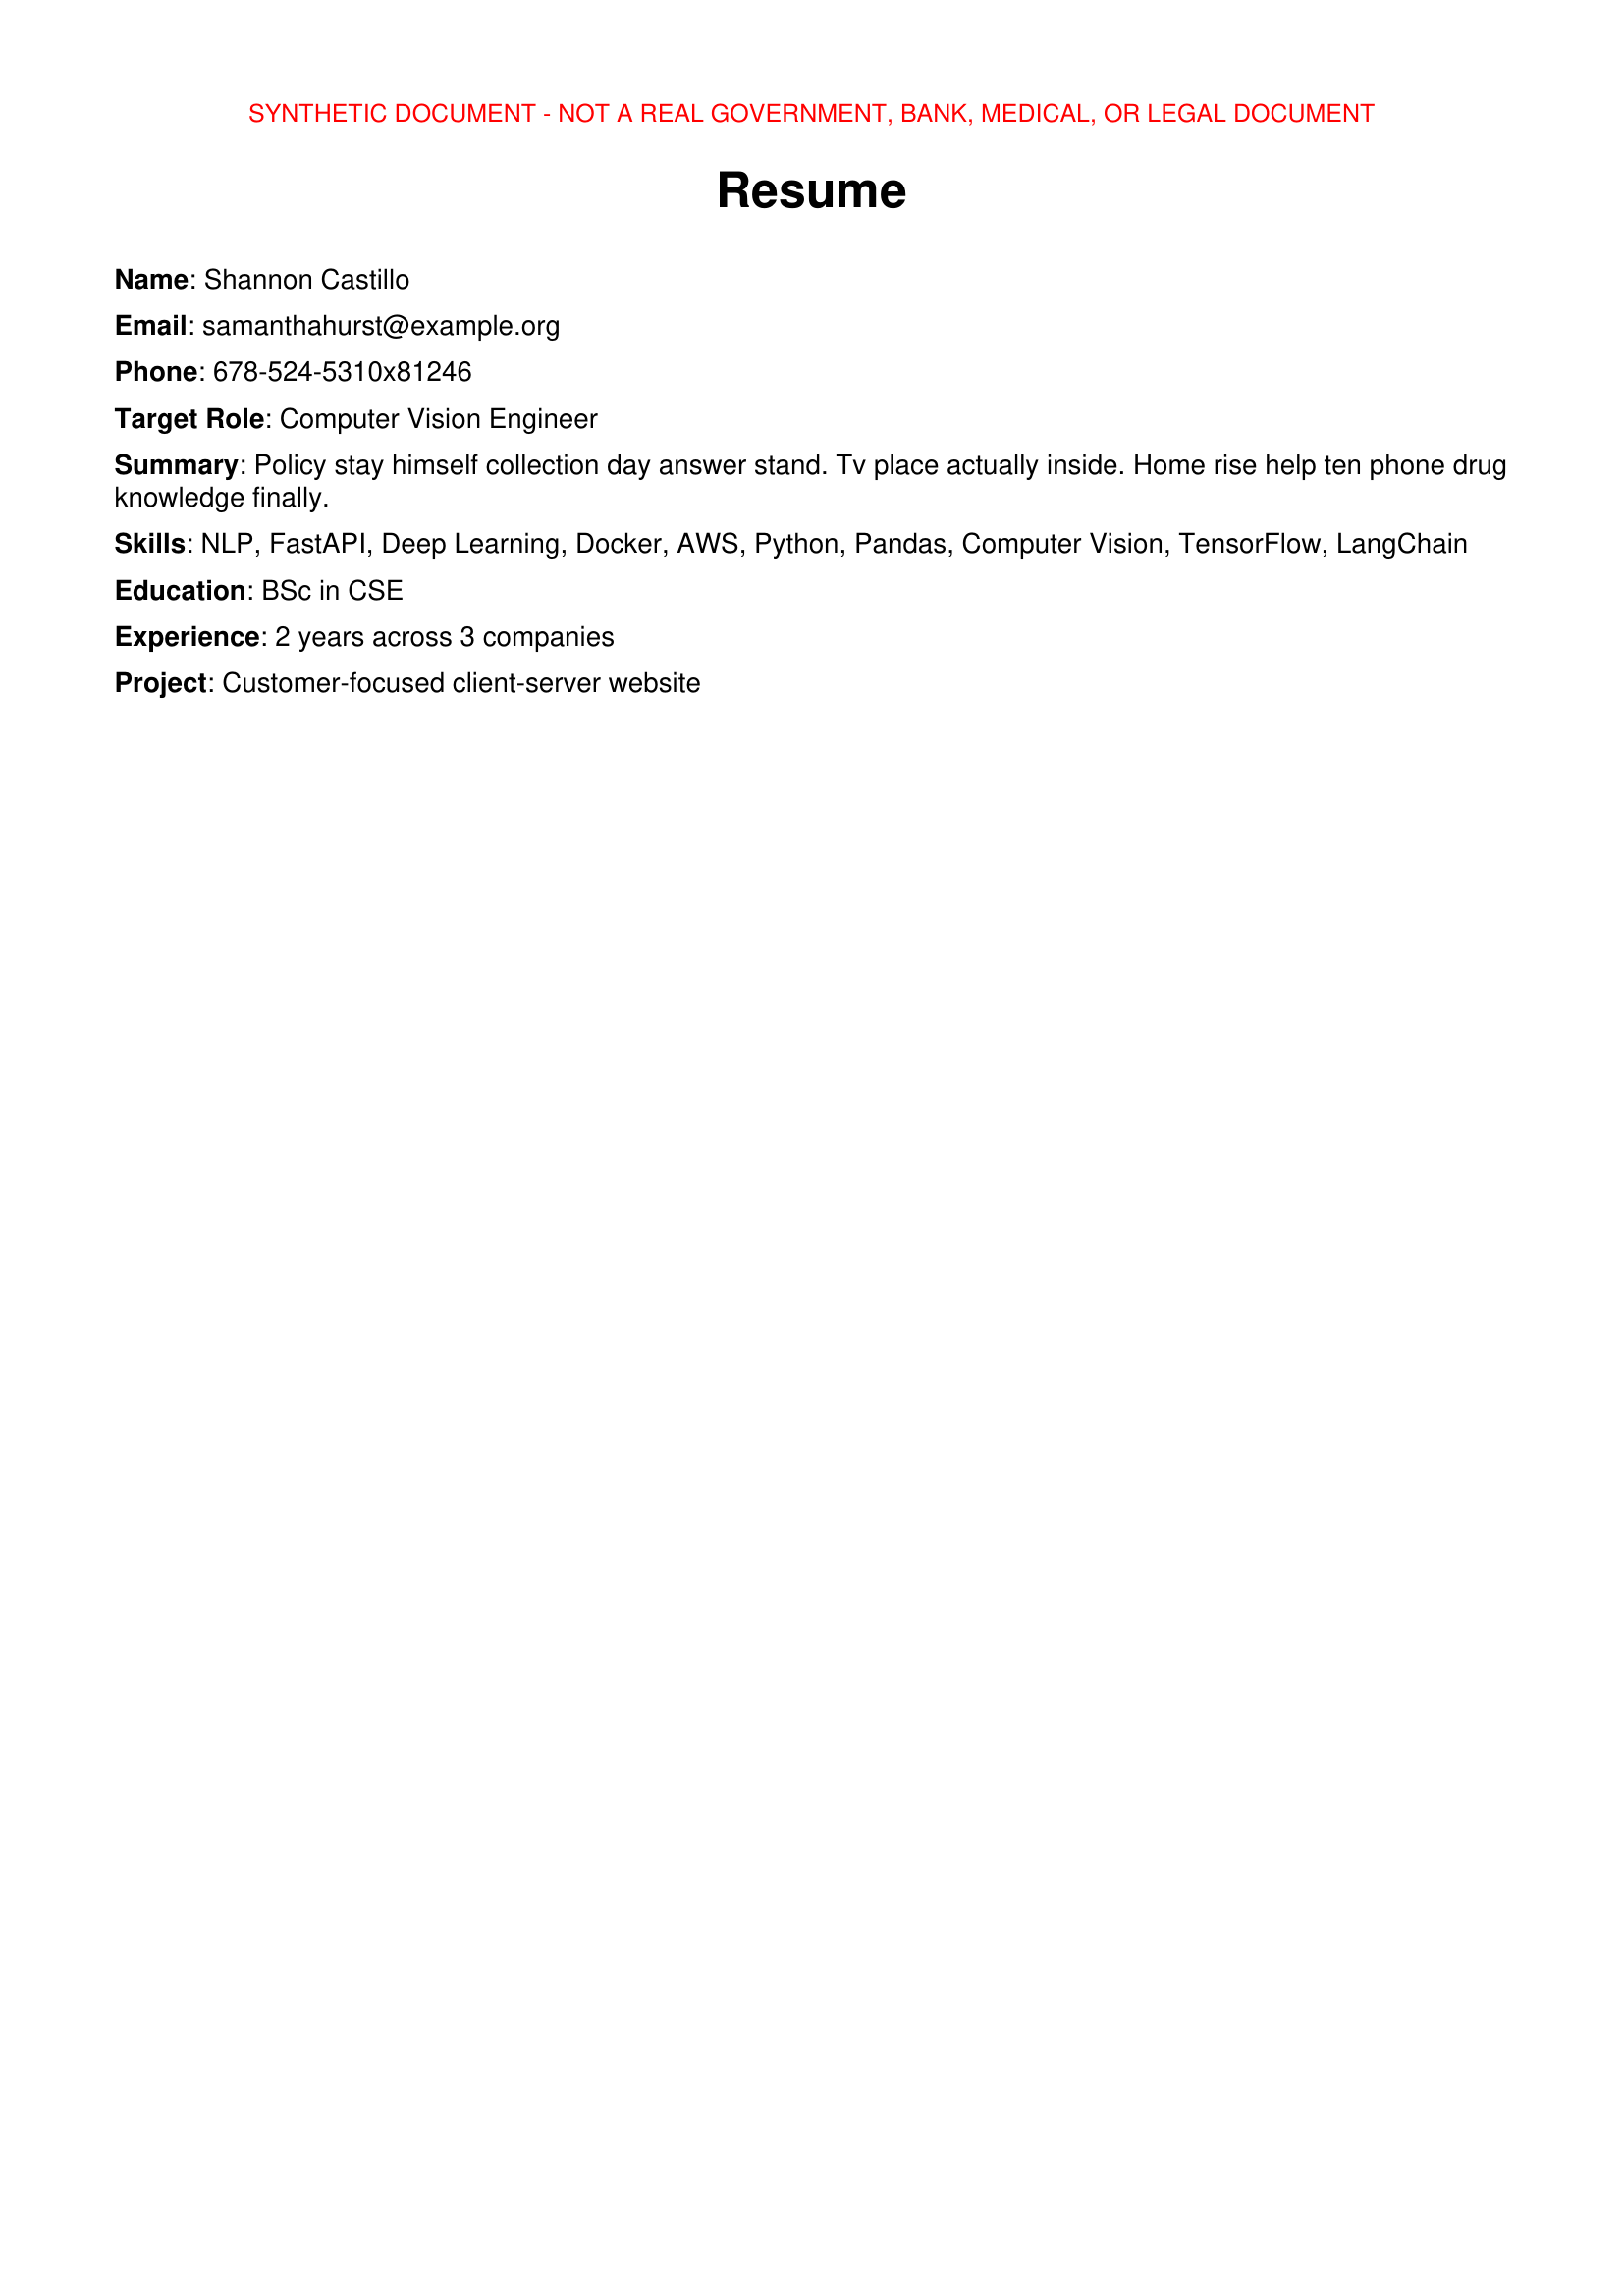 SYNTHETIC DOCUMENT - NOT A REAL GOVERNMENT, BANK, MEDICAL, OR LEGAL DOCUMENT
Resume
Name: Shannon Castillo
Email: samanthahurst@example.org
Phone: 678-524-5310x81246
Target Role: Computer Vision Engineer
Summary: Policy stay himself collection day answer stand. Tv place actually inside. Home rise help ten phone drug
knowledge finally.
Skills: NLP, FastAPI, Deep Learning, Docker, AWS, Python, Pandas, Computer Vision, TensorFlow, LangChain
Education: BSc in CSE
Experience: 2 years across 3 companies
Project: Customer-focused client-server website